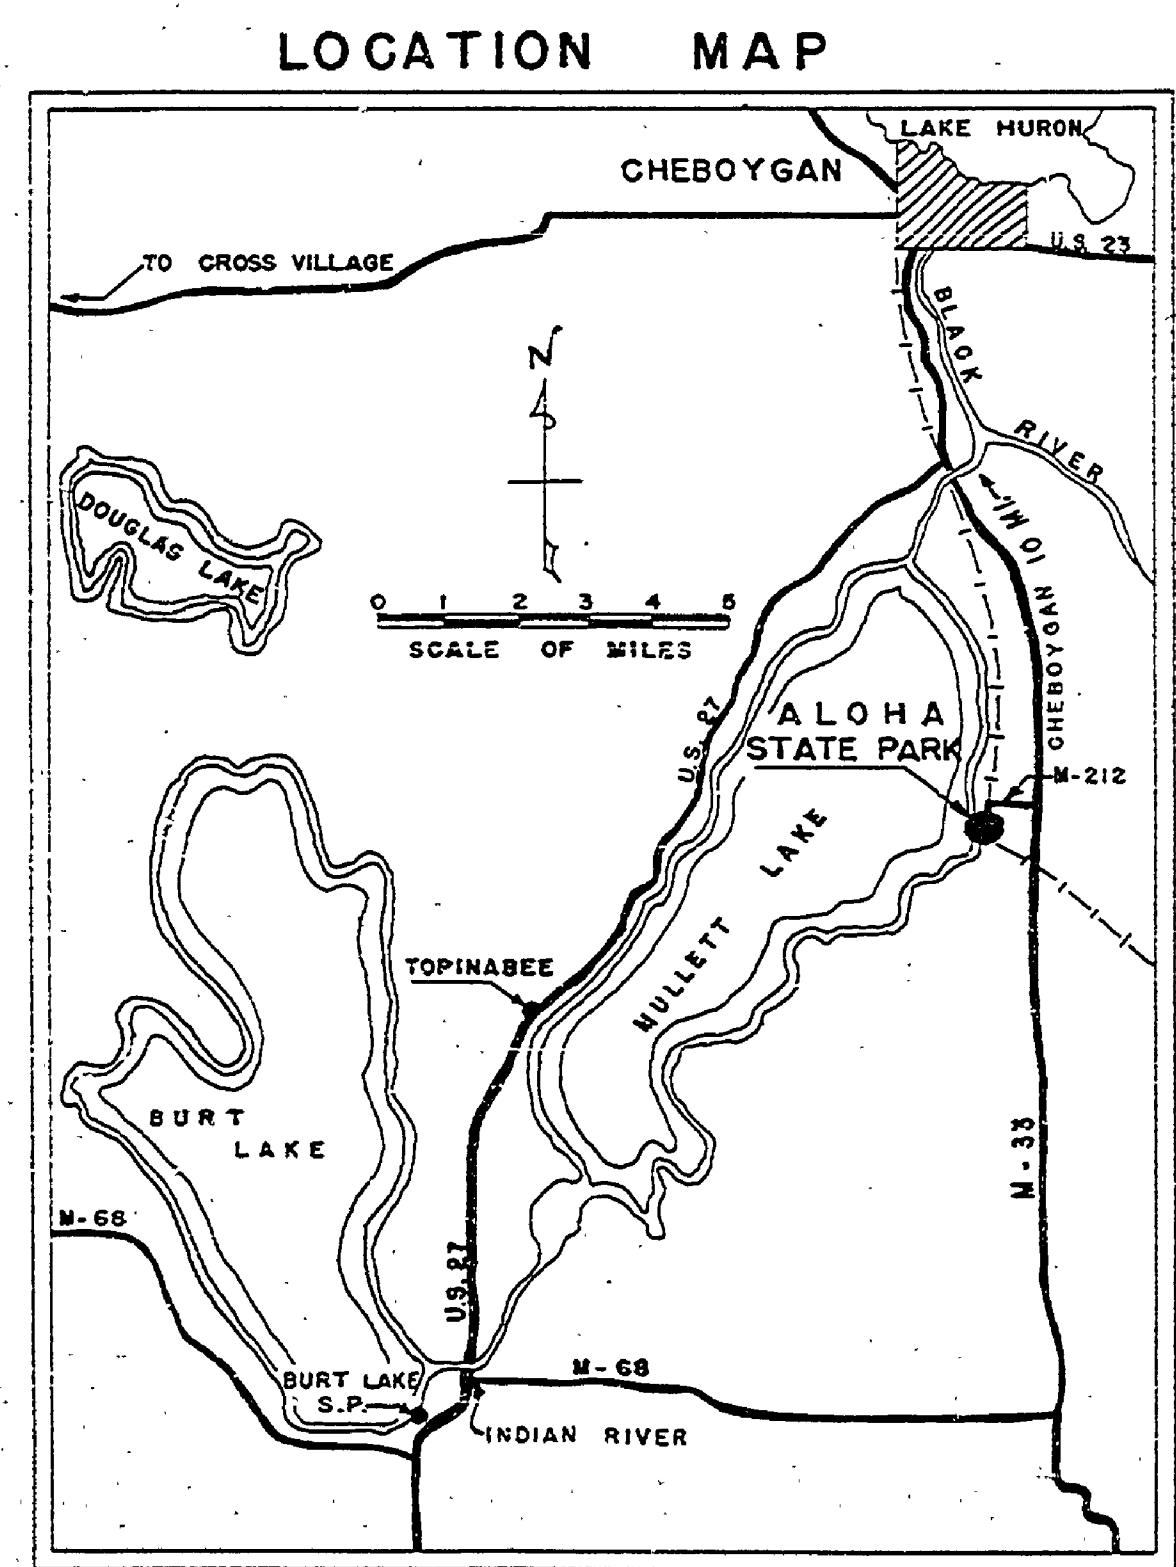 LOCATION MAP
LAKE HURON
CHEBOYGAN
U.S. 23
TO CROSS VILLAGE
BLACK
RIVER
N
DOUGLAS LAKE
10 MI.
CHEBOYGAN
0 1 2 3 4 5
SCALE OF MILES
U.S. 27
ALOHA
STATE PARK
M-212
MULLETT LAKE
TOPINABEE
BURT
LAKE
M-33
M-68
U.S. 27
BURT LAKE
S.P.
M-68
INDIAN RIVER